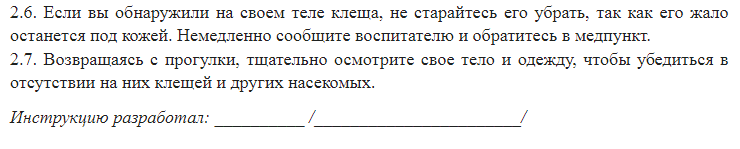 2.6. Если вы обнаружили на своем теле клеща, не старайтесь его убрать, так как его жало
останется под кожей. Немедленно сообщите воспитателю и обратитесь в медпункт.
2.7. Возвращаясь с прогулки, тщательно осмотрите свое тело и одежду, чтобы убедиться в
отсутствии на них клещей и других насекомых.
Инструкцию разработал: __________ /_______________________/